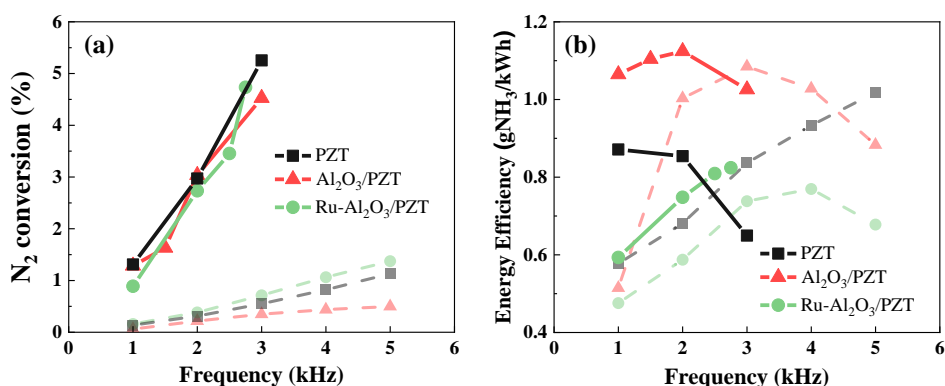 (a)
N₂ conversion (%)
6
5
4
3
2
1
0
PZT
Al₂O₃/PZT
Ru-Al₂O₃/PZT
0 1 2 3 4 5 6
Frequency (kHz)
(b)
Energy Efficiency (gNH₃/kWh)
1.2
1.0
0.8
0.6
0.4
PZT
Al₂O₃/PZT
Ru-Al₂O₃/PZT
0 1 2 3 4 5 6
Frequency (kHz)